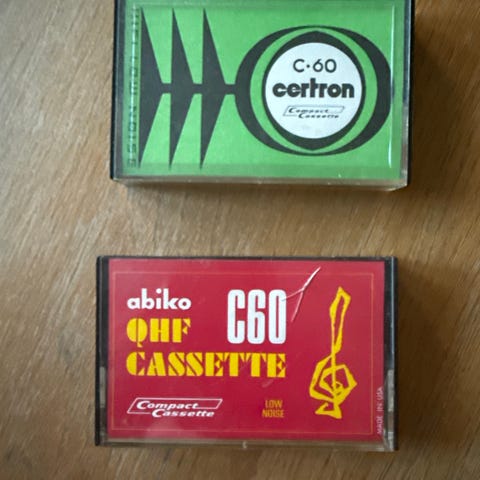 C·60
certron
Compact
Cassette
abiko
C60
QHF
CASSETTE
Compact
Cassette
LOW
NOISE
MADE IN USA